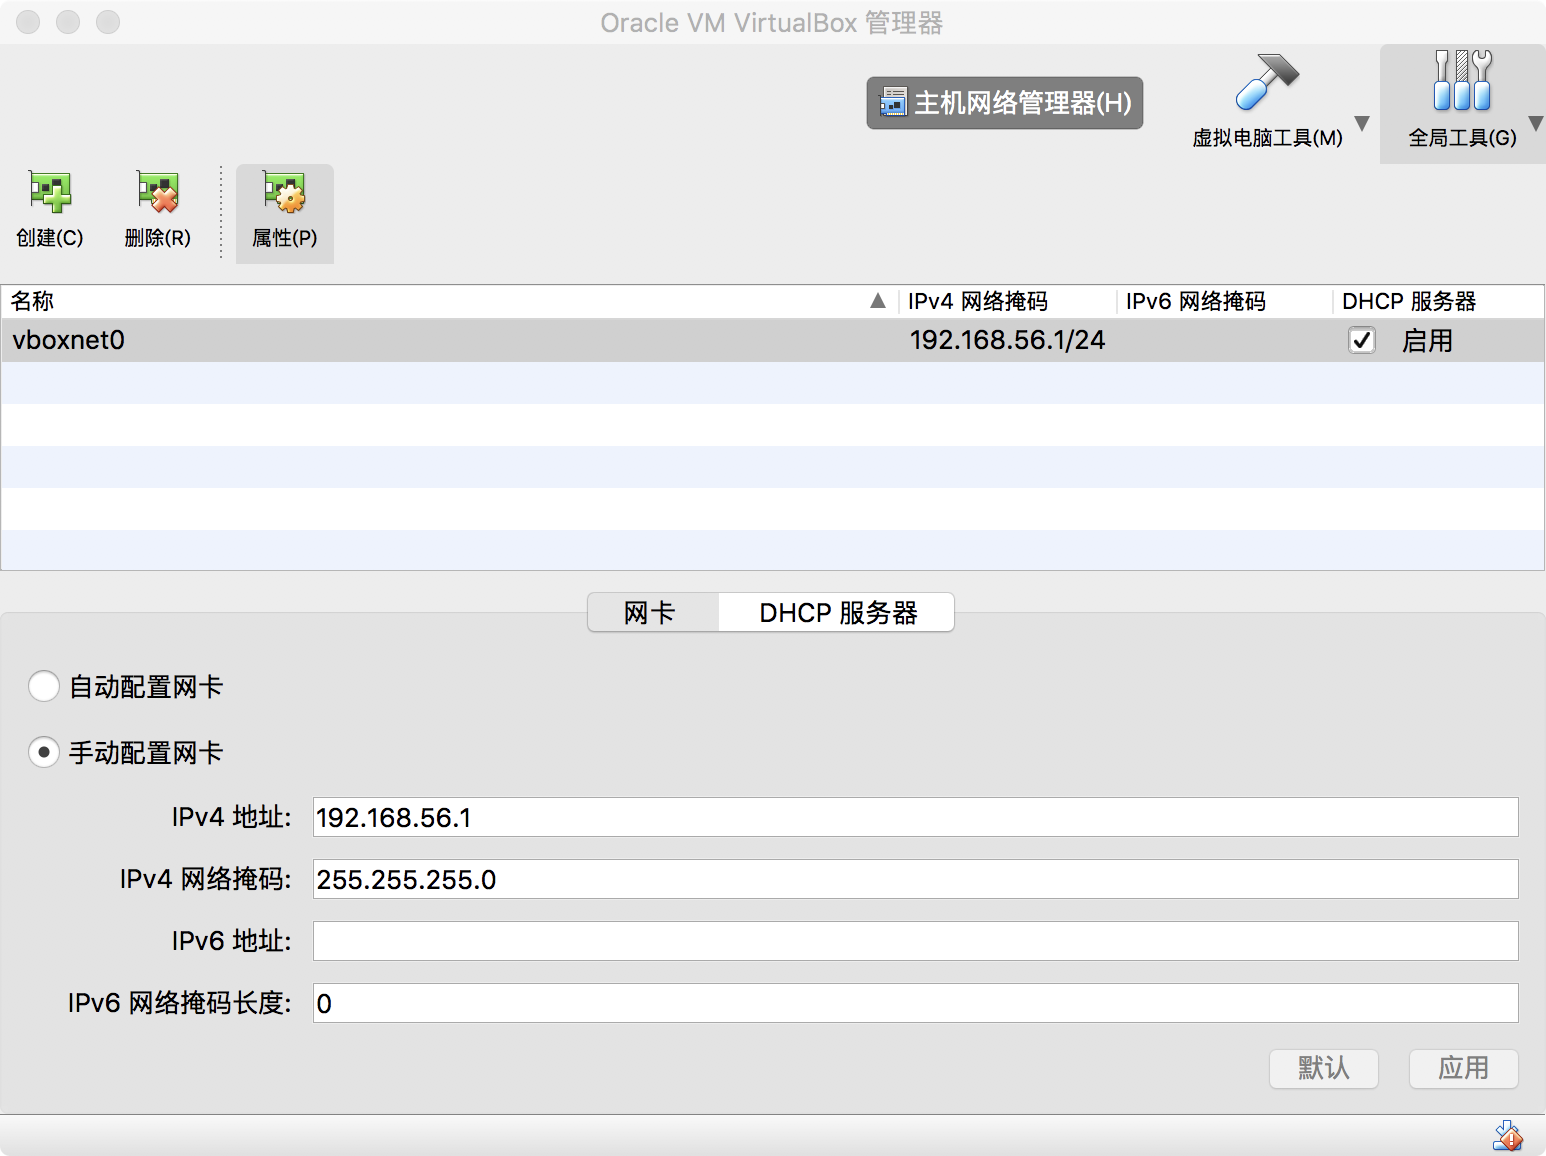 Oracle VM VirtualBox 管理器
主机网络管理器(H)
虚拟电脑工具(M)
全局工具(G)
创建(C)
删除(R)
属性(P)
名称
IPv4 网络掩码
IPv6 网络掩码
DHCP 服务器
vboxnet0
192.168.56.1/24
启用
网卡
DHCP 服务器
自动配置网卡
手动配置网卡
IPv4 地址:
192.168.56.1
IPv4 网络掩码:
255.255.255.0
IPv6 地址:
IPv6 网络掩码长度:
0
默认
应用